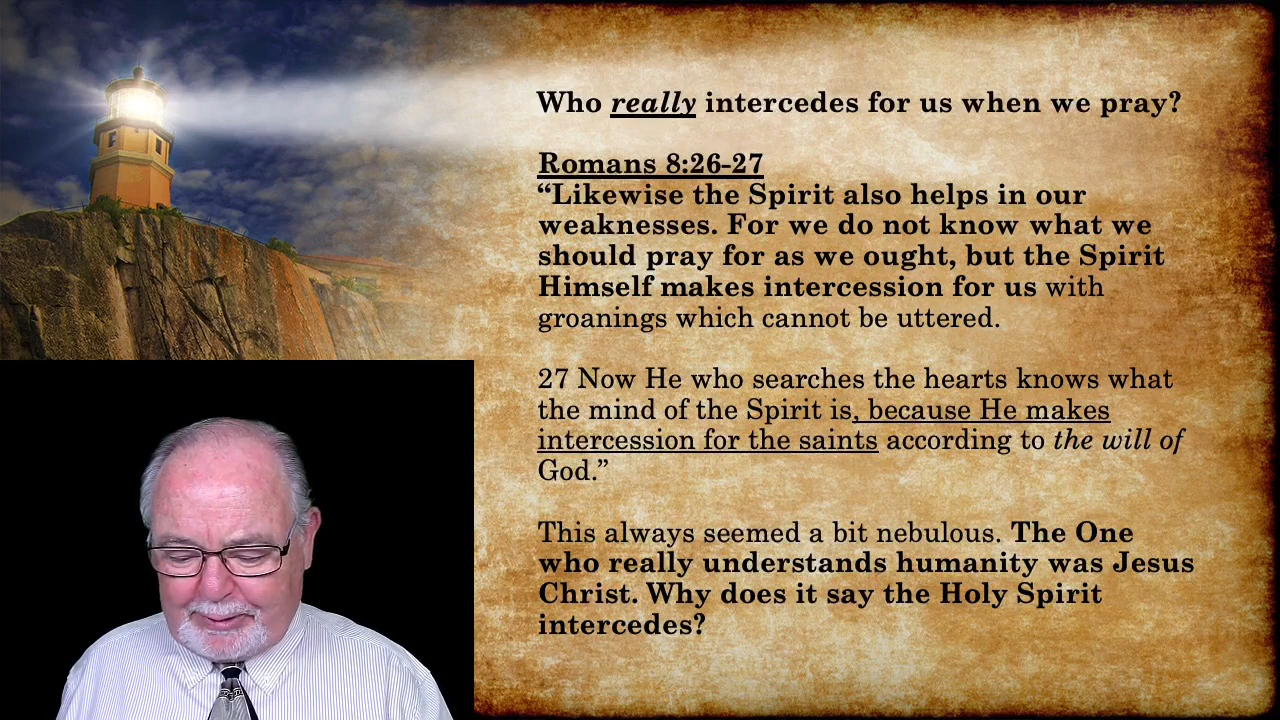 Who really intercedes for us when we pray?
Romans 8:26-27
“Likewise the Spirit also helps in our
weaknesses. For we do not know what we
should pray for as we ought, but the Spirit
Himself makes intercession for us with
groanings which cannot be uttered.
27 Now He who searches the hearts knows what
the mind of the Spirit is, because He makes
intercession for the saints according to the will of
God.”
This always seemed a bit nebulous. The One
who really understands humanity was Jesus
Christ. Why does it say the Holy Spirit
intercedes?